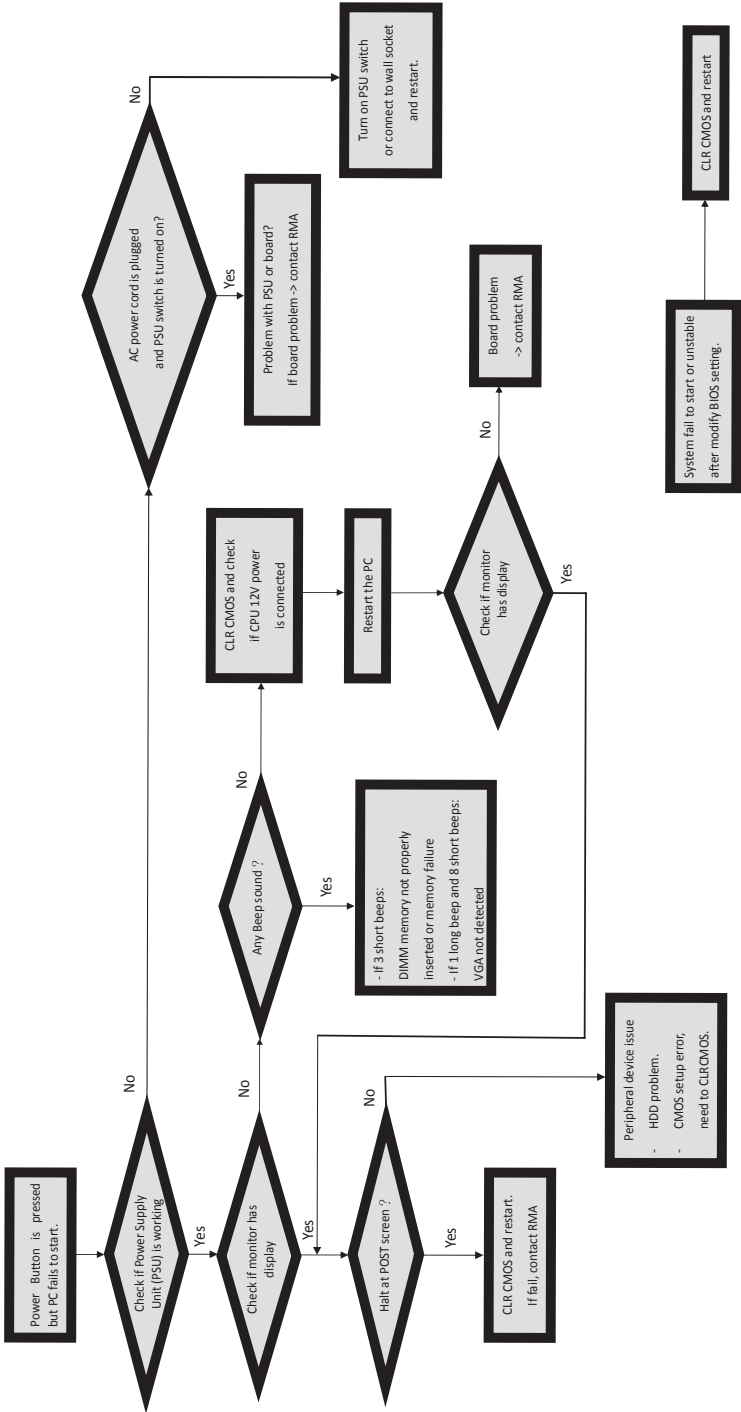 Power Button is pressed
but PC fails to start.
Check if Power Supply
Unit (PSU) is working
No
AC power cord is plugged
and PSU switch is turned on?
No
Turn on PSU switch
or connect to wall socket
and restart.
Yes
Problem with PSU or board?
If board problem -> contact RMA
Yes
Check if monitor has
display
No
Any Beep sound ?
No
CLR CMOS and check
if CPU 12V power
is connected
Restart the PC
Check if monitor
has display
No
Board problem
-> contact RMA
Yes
Yes
- If 3 short beeps:
DIMM memory not properly
inserted or memory failure
- If 1 long beep and 8 short beeps:
VGA not detected
Yes
Halt at POST screen ?
No
Peripheral device issue
- HDD problem.
- CMOS setup error,
need to CLRCMOS.
Yes
CLR CMOS and restart.
If fail, contact RMA
System fail to start or unstable
after modify BIOS setting.
CLR CMOS and restart